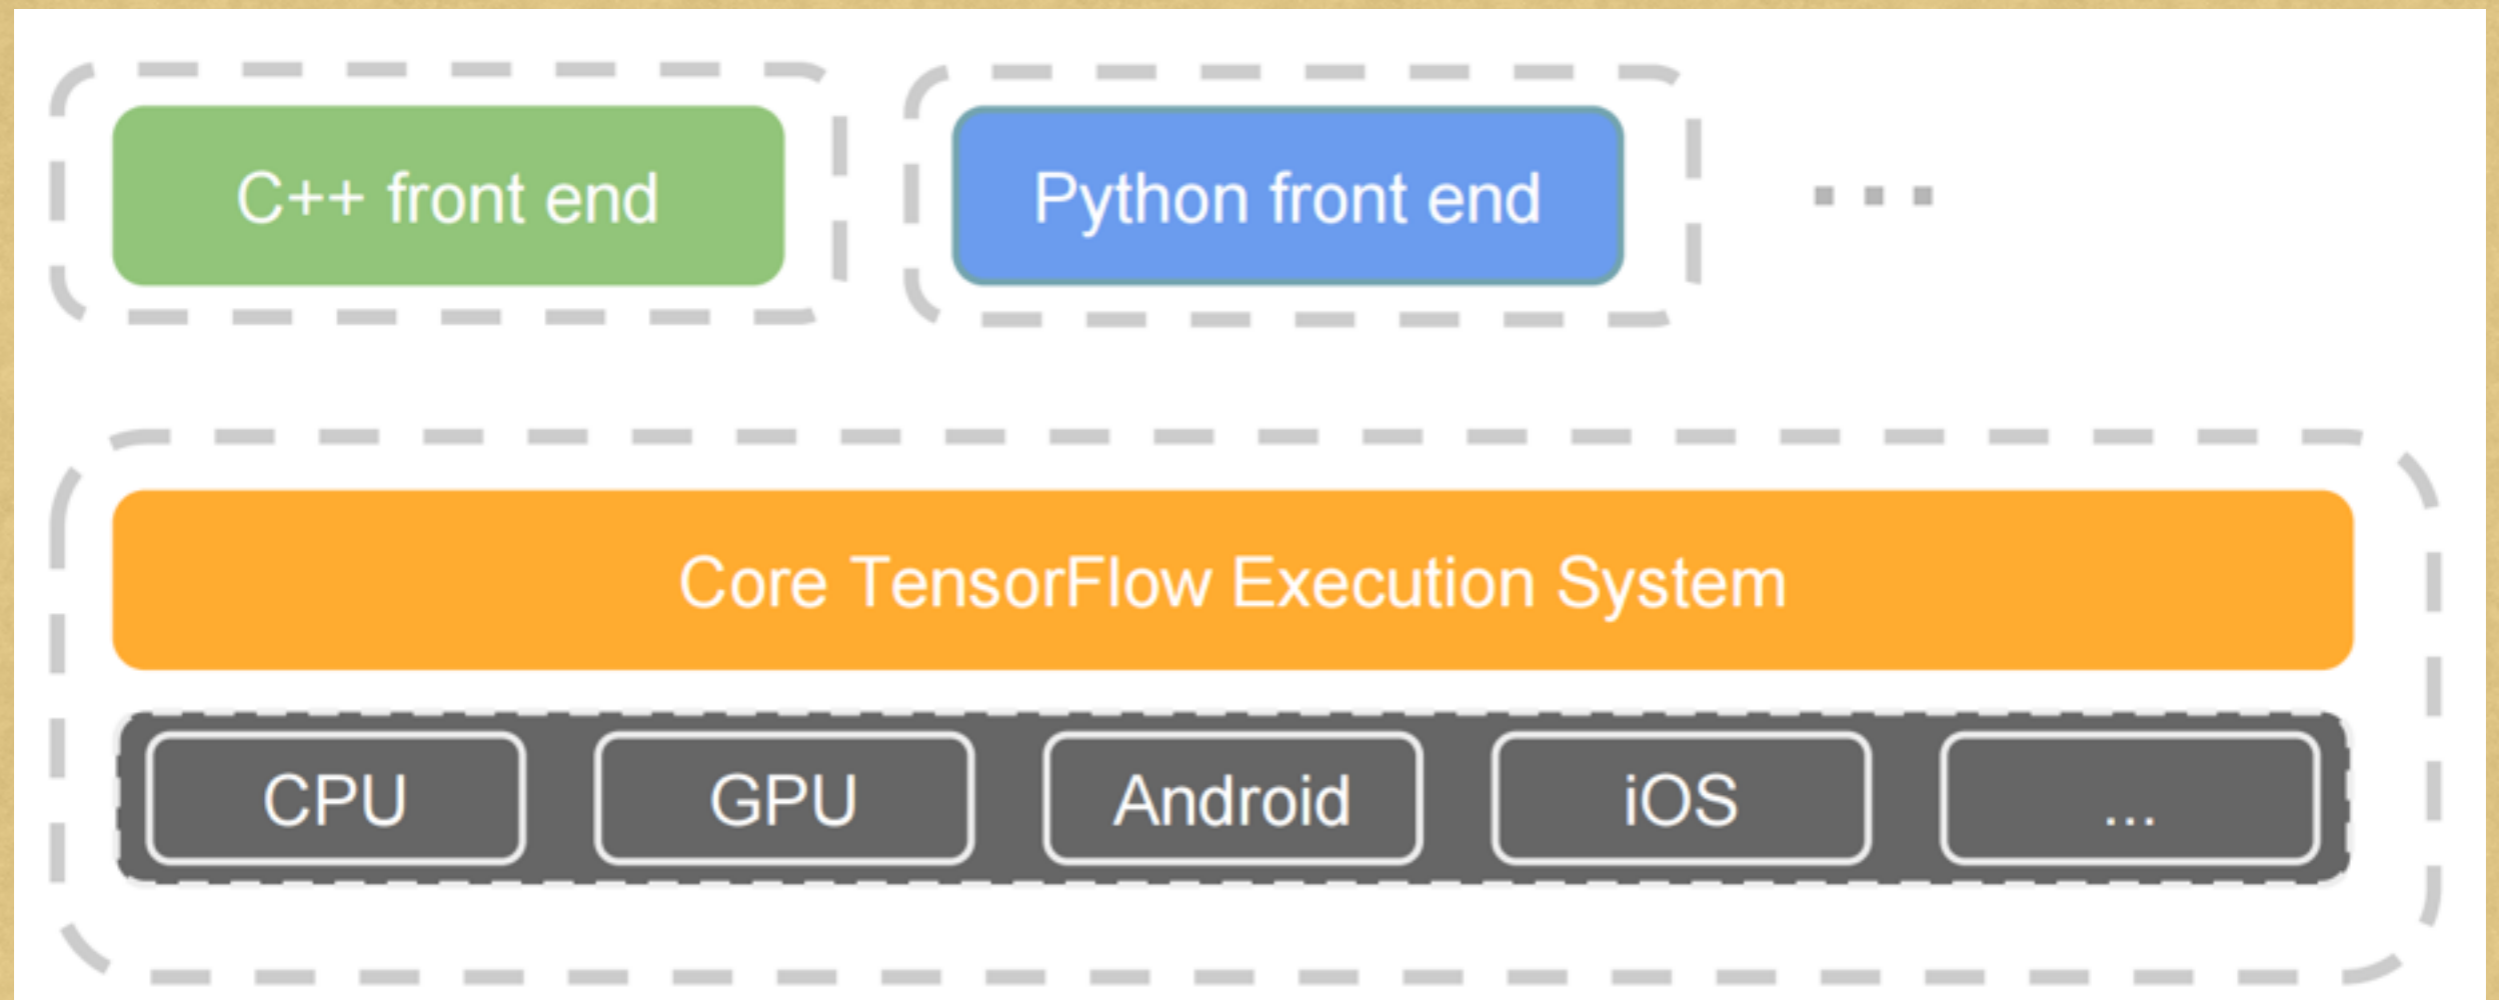 C++ front end
Python front end
...
Core TensorFlow Execution System
CPU
GPU
Android
iOS
...